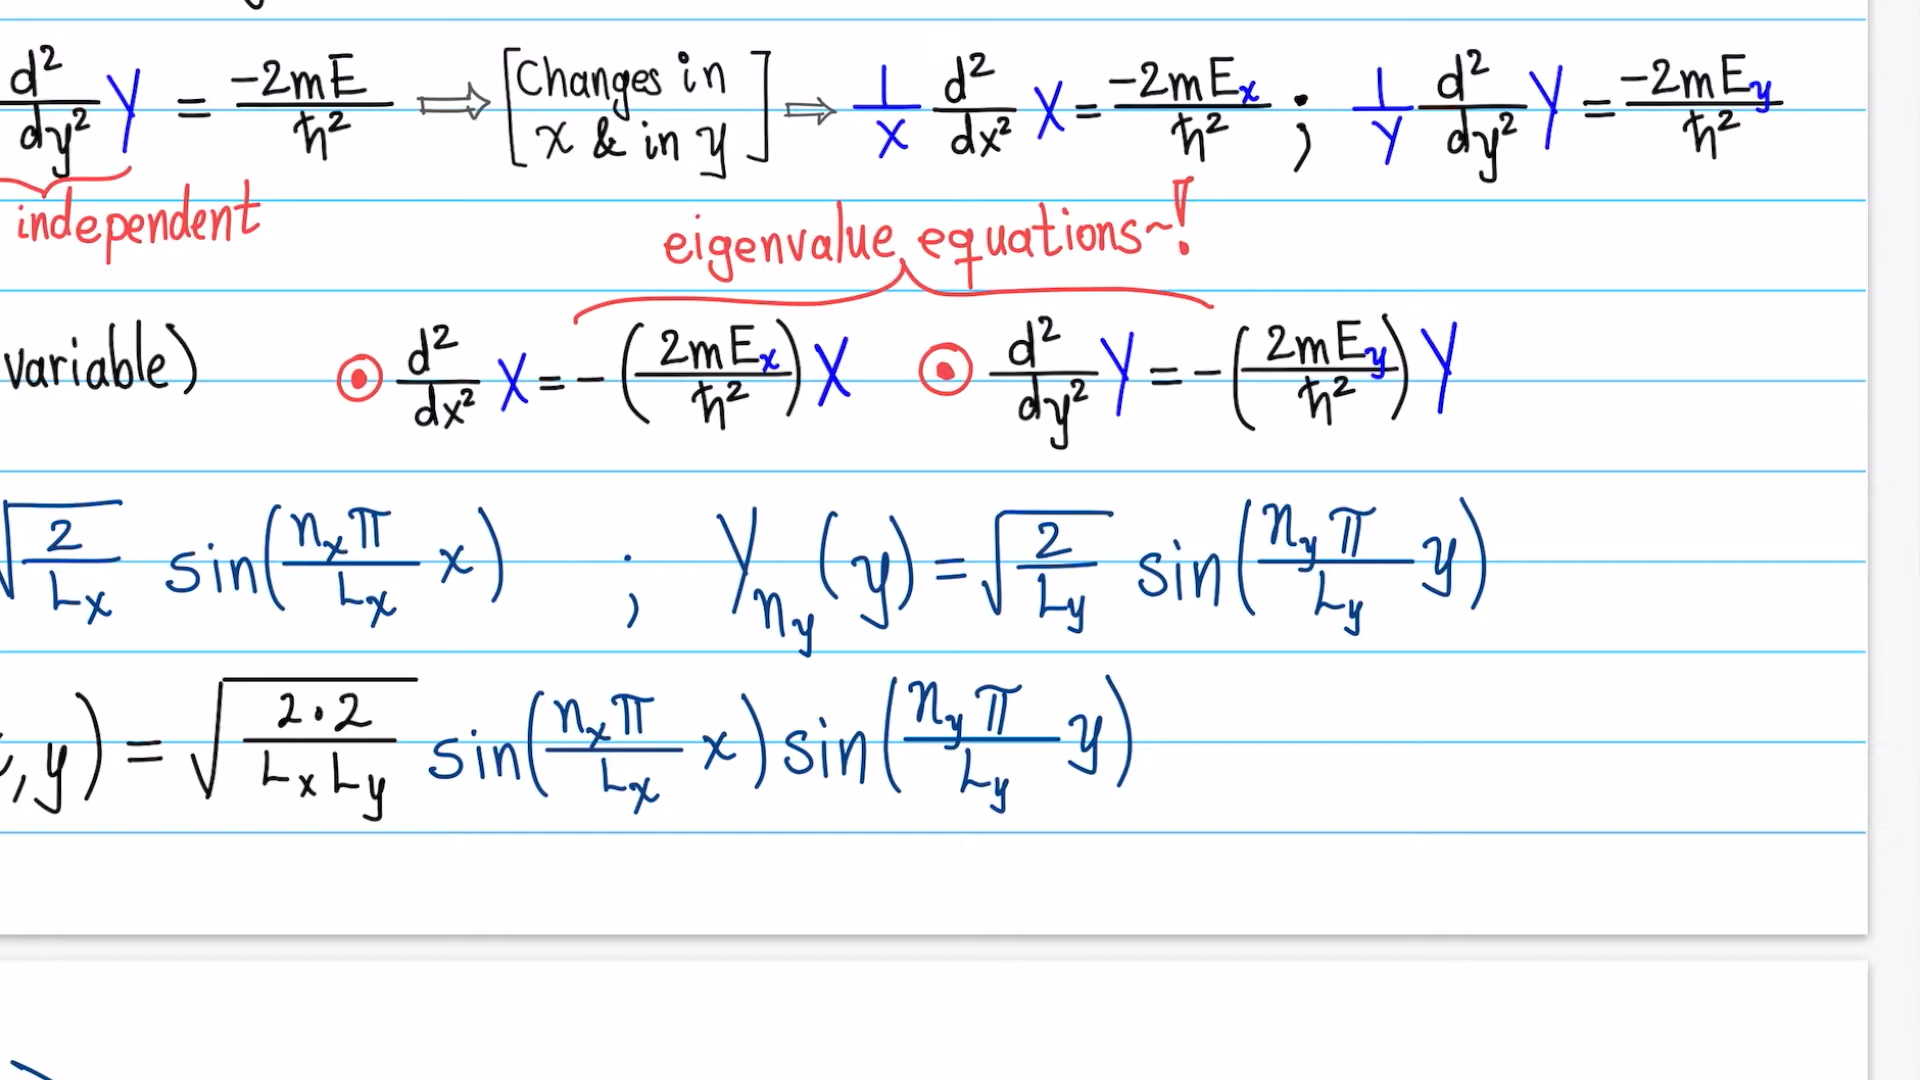 d²/dy² Y = -2mE/ħ² ⟹ [Changes in x & in y] ⟹ 1/X d²/dx² X = -2mEx/ħ² ; 1/Y d²/dy² Y = -2mEy/ħ²
independent
eigenvalue equations~!
variable) ⊙ d²/dx² X = -(2mEx/ħ²) X ⊙ d²/dy² Y = -(2mEy/ħ²) Y
√(2/Lx) sin(nxπ/Lx x) ; Yny(y) = √(2/Ly) sin(nyπ/Ly y)
,y) = √(2·2/LxLy) sin(nxπ/Lx x) sin(nyπ/Ly y)